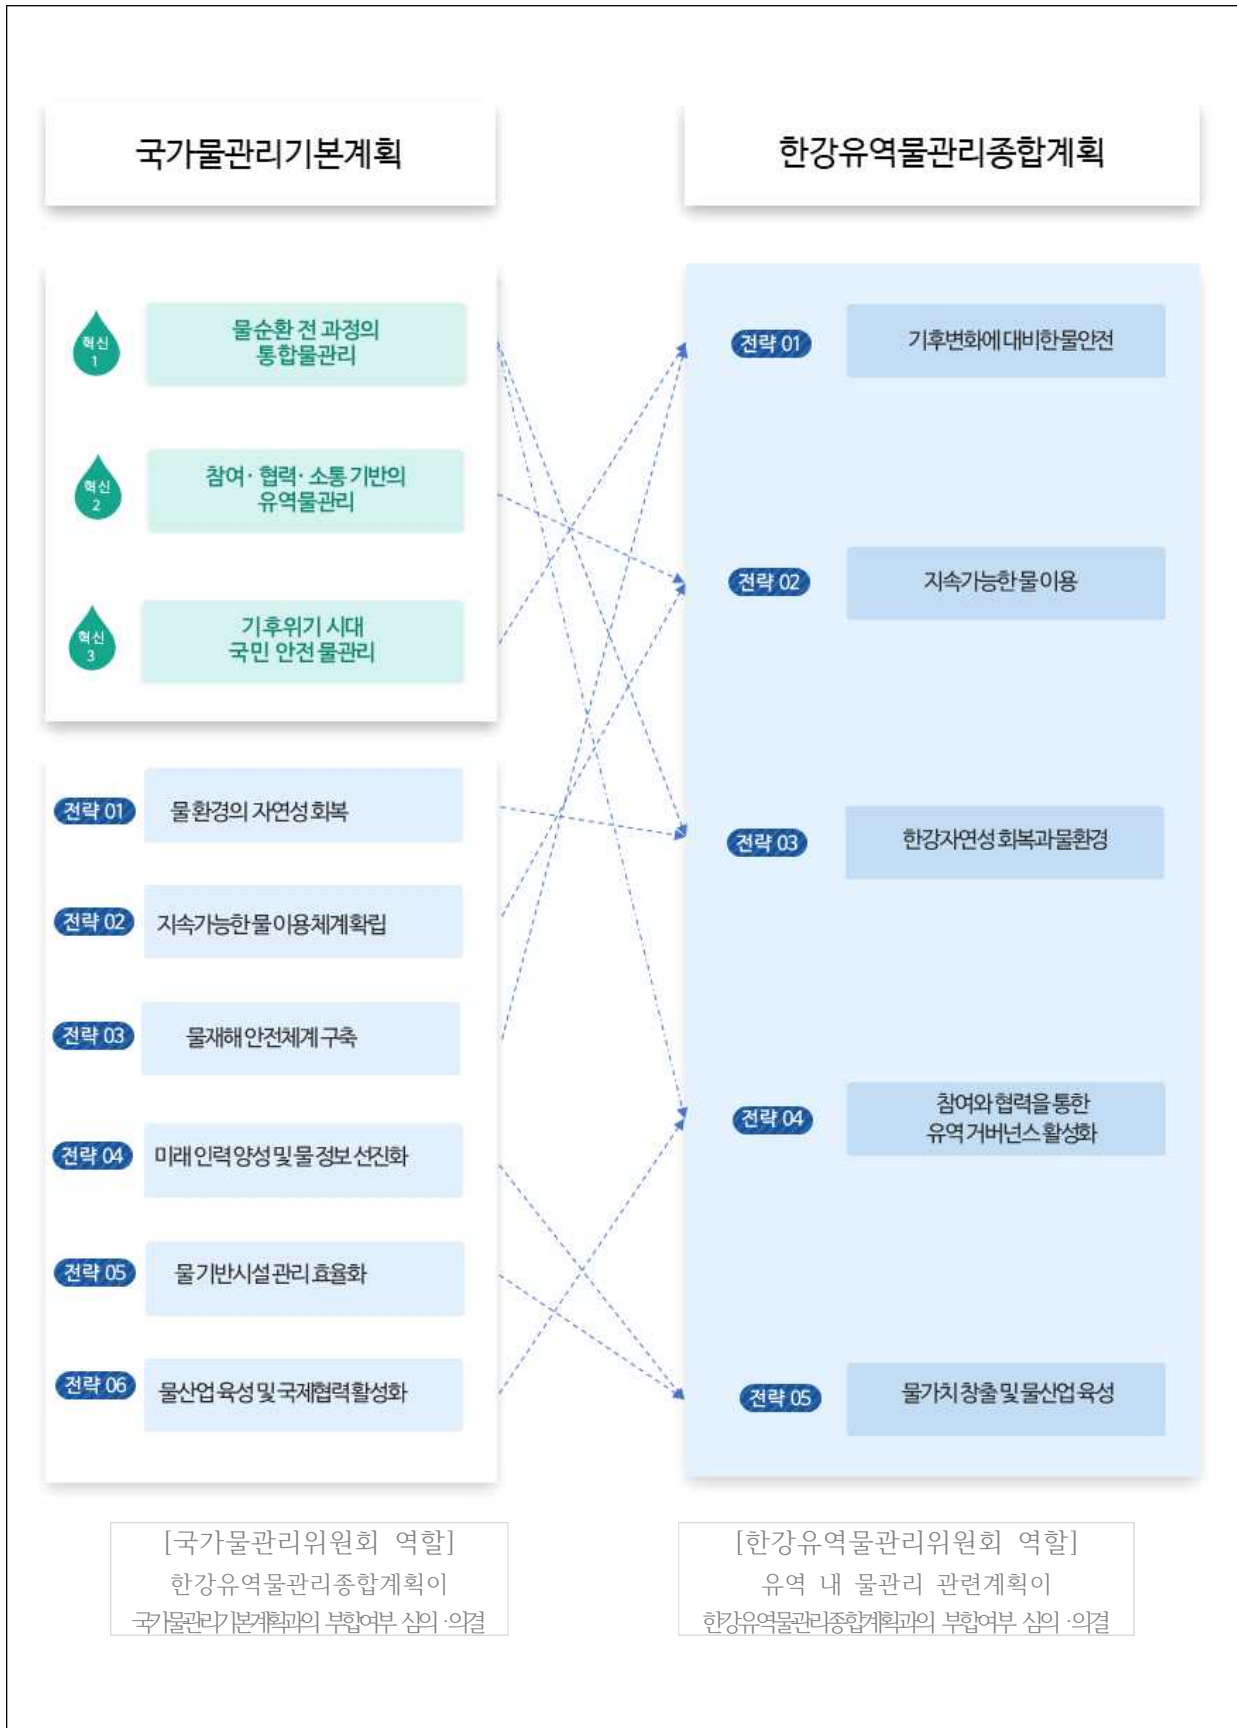 국가물관리기본계획
혁신
1
물순환 전 과정의
통합물관리
혁신
2
참여· 협력· 소통 기반의
유역물관리
혁신
3
기후위기 시대
국민 안전 물관리
전략 01
물환경의 자연성 회복
전략 02
지속가능한 물 이용체계 확립
전략 03
물재해 안전체계 구축
전략 04
미래 인력 양성 및 물 정보 선진화
전략 05
물 기반시설 관리 효율화
전략 06
물산업 육성 및 국제협력 활성화
한강유역물관리종합계획
전략 01
기후변화에 대비한 물안전
전략 02
지속가능한 물 이용
전략 03
한강자연성 회복과 물환경
전략 04
참여와 협력을 통한
유역 거버넌스 활성화
전략 05
물가치 창출 및 물산업 육성
[국가물관리위원회 역할]
한강유역물관리종합계획이
국가물관리기본계획과의 부합여부 심의 ·의결
[한강유역물관리위원회 역할]
유역 내 물관리 관련계획이
한강유역물관리종합계획과의 부합여부 심의 ·의결